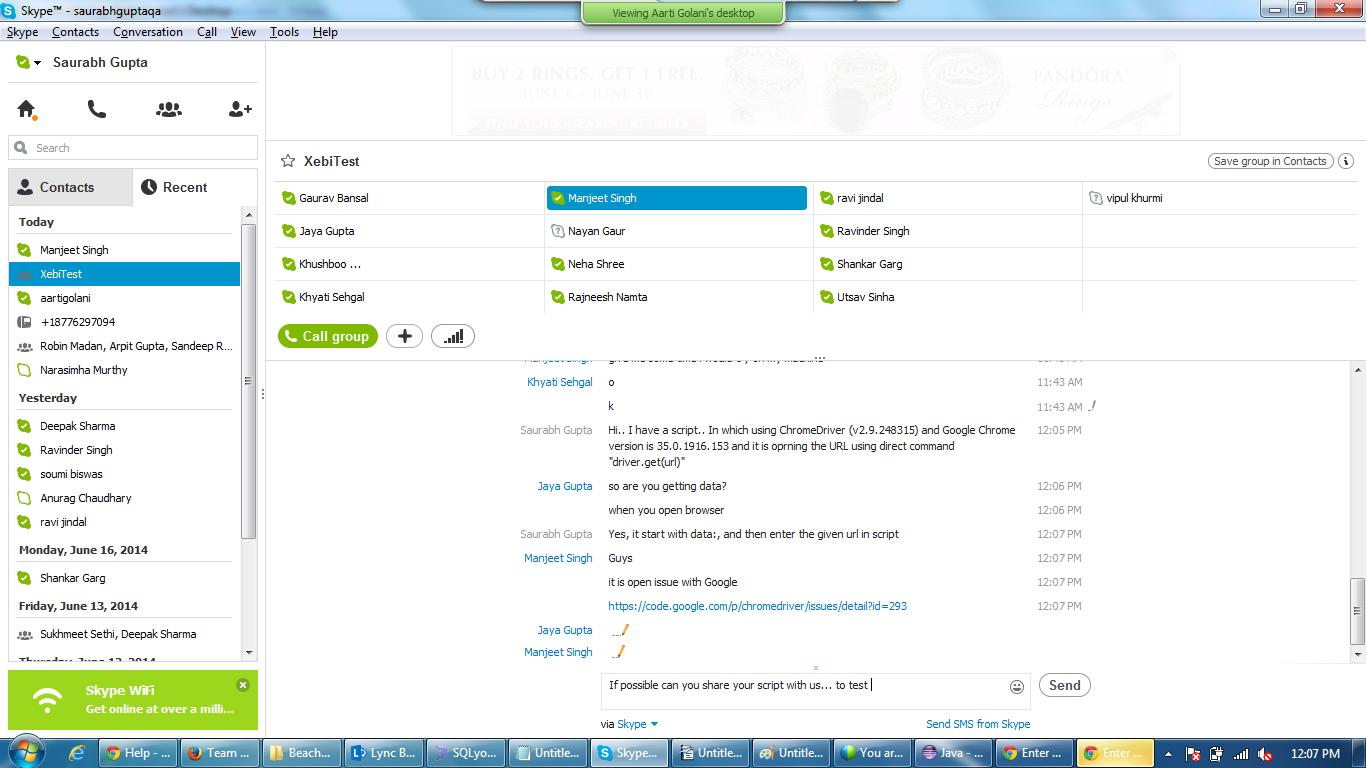 Skype™ - saurabhguptaqa
Viewing Aarti Golani's desktop
Skype Contacts Conversation Call View Tools Help
Saurabh Gupta
Search
Contacts
Recent
Today
Manjeet Singh
XebiTest
aartigolani
+18776297094
Robin Madan, Arpit Gupta, Sandeep R...
Narasimha Murthy
Yesterday
Deepak Sharma
Ravinder Singh
soumi biswas
Anurag Chaudhary
ravi jindal
Monday, June 16, 2014
Shankar Garg
Friday, June 13, 2014
Sukhmeet Sethi, Deepak Sharma
Thursday, June 12, 2014
Skype WiFi
Get online at over a milli...
BUY 2 RINGS, GET 1 FREE.
JUNE 6 - JUNE 30
FIND YOUR NEAREST RETAILER
PANDORA
Rings
XebiTest
Save group in Contacts
Gaurav Bansal Manjeet Singh ravi jindal vipul khurmi
Jaya Gupta Nayan Gaur Ravinder Singh
Khushboo ... Neha Shree Shankar Garg
Khyati Sehgal Rajneesh Namta Utsav Sinha
Call group
Manjeet Singh
Khyati Sehgal o 11:43 AM
k 11:43 AM
Saurabh Gupta Hi.. I have a script.. In which using ChromeDriver (v2.9.248315) and Google Chrome 12:05 PM
version is 35.0.1916.153 and it is oprning the URL using direct command
"driver.get(url)"
Jaya Gupta so are you getting data? 12:06 PM
when you open browser 12:06 PM
Saurabh Gupta Yes, it start with data:, and then enter the given url in script 12:07 PM
Manjeet Singh Guys 12:07 PM
it is open issue with Google 12:07 PM
https://code.google.com/p/chromedriver/issues/detail?id=293 12:07 PM
Jaya Gupta
Manjeet Singh
If possible can you share your script with us... to test
Send
via Skype
Send SMS from Skype
Help - ... Team ... Beach... Lync B... SQLyo... Untitle... Skype... Untitle... Untitle... You ar... Java - ... Enter ... Enter ... 12:07 PM